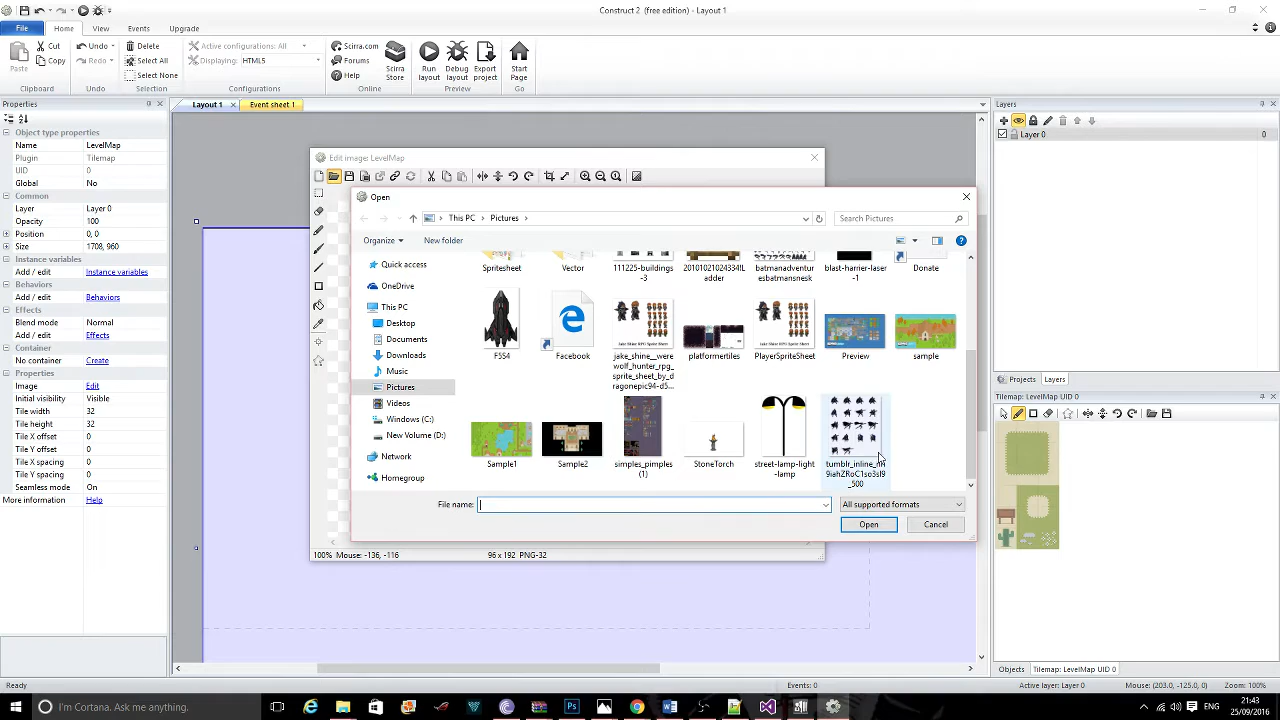 Construct 2 (free edition) - Layout 1
File
Home
View
Events
Upgrade
Paste
Cut
Copy
Clipboard
Undo
Redo
Undo
Delete
Select All
Select None
Selection
Active configurations: All
Displaying: HTML5
Configurations
Scirra.com
Forums
Help
Scirra Store
Online
Run layout
Debug layout
Export project
Preview
Start Page
Go
Properties
Object type properties
Name LevelMap
Plugin Tilemap
UID 0
Global No
Common
Layer Layer 0
Opacity 100
Position 0, 0
Size 1708, 960
Instance variables
Add / edit Instance variables
Behaviors
Add / edit Behaviors
Effects
Blend mode Normal
Add / edit Effects
Container
No container Create
Properties
Image Edit
Initial visibility Visible
Tile width 32
Tile height 32
Tile X offset 0
Tile Y offset 0
Tile X spacing 0
Tile Y spacing 0
Seamless mode On
More information Help
Layout 1
Event sheet 1
Edit image: LevelMap
Open
This PC
Pictures
Search Pictures
Organize
New folder
Quick access
OneDrive
This PC
Desktop
Documents
Downloads
Music
Pictures
Videos
Windows (C:)
New Volume (D:)
Network
Homegroup
Spritesheet
Vector
111225-buildings
-3
20101021024334IL
adder
batmanadventur
esbatmansnesk
blast-harrier-laser
-1
Donate
F5S4
Facebook
jake_shine__were
wolf_hunter_rpg_
sprite_sheet_by_d
ragonepic94-d5...
platformertiles
PlayerSpriteSheet
Preview
sample
Sample1
Sample2
simples_pimples
(1)
StoneTorch
street-lamp-light
-lamp
_500
File name:
All supported formats
Open
Cancel
100% Mouse: -136, -116
96 x 192 PNG-32
Layers
Layer 0
0
Projects
Layers
Tilemap: LevelMap UID 0
Objects
Tilemap: LevelMap UID 0
Ready
Events: 0
Active layer: Layer 0
Mouse: (203.0, -125.0, 0)
Zoom: 100%
I'm Cortana. Ask me anything.
ENG
21:43
25/09/2016